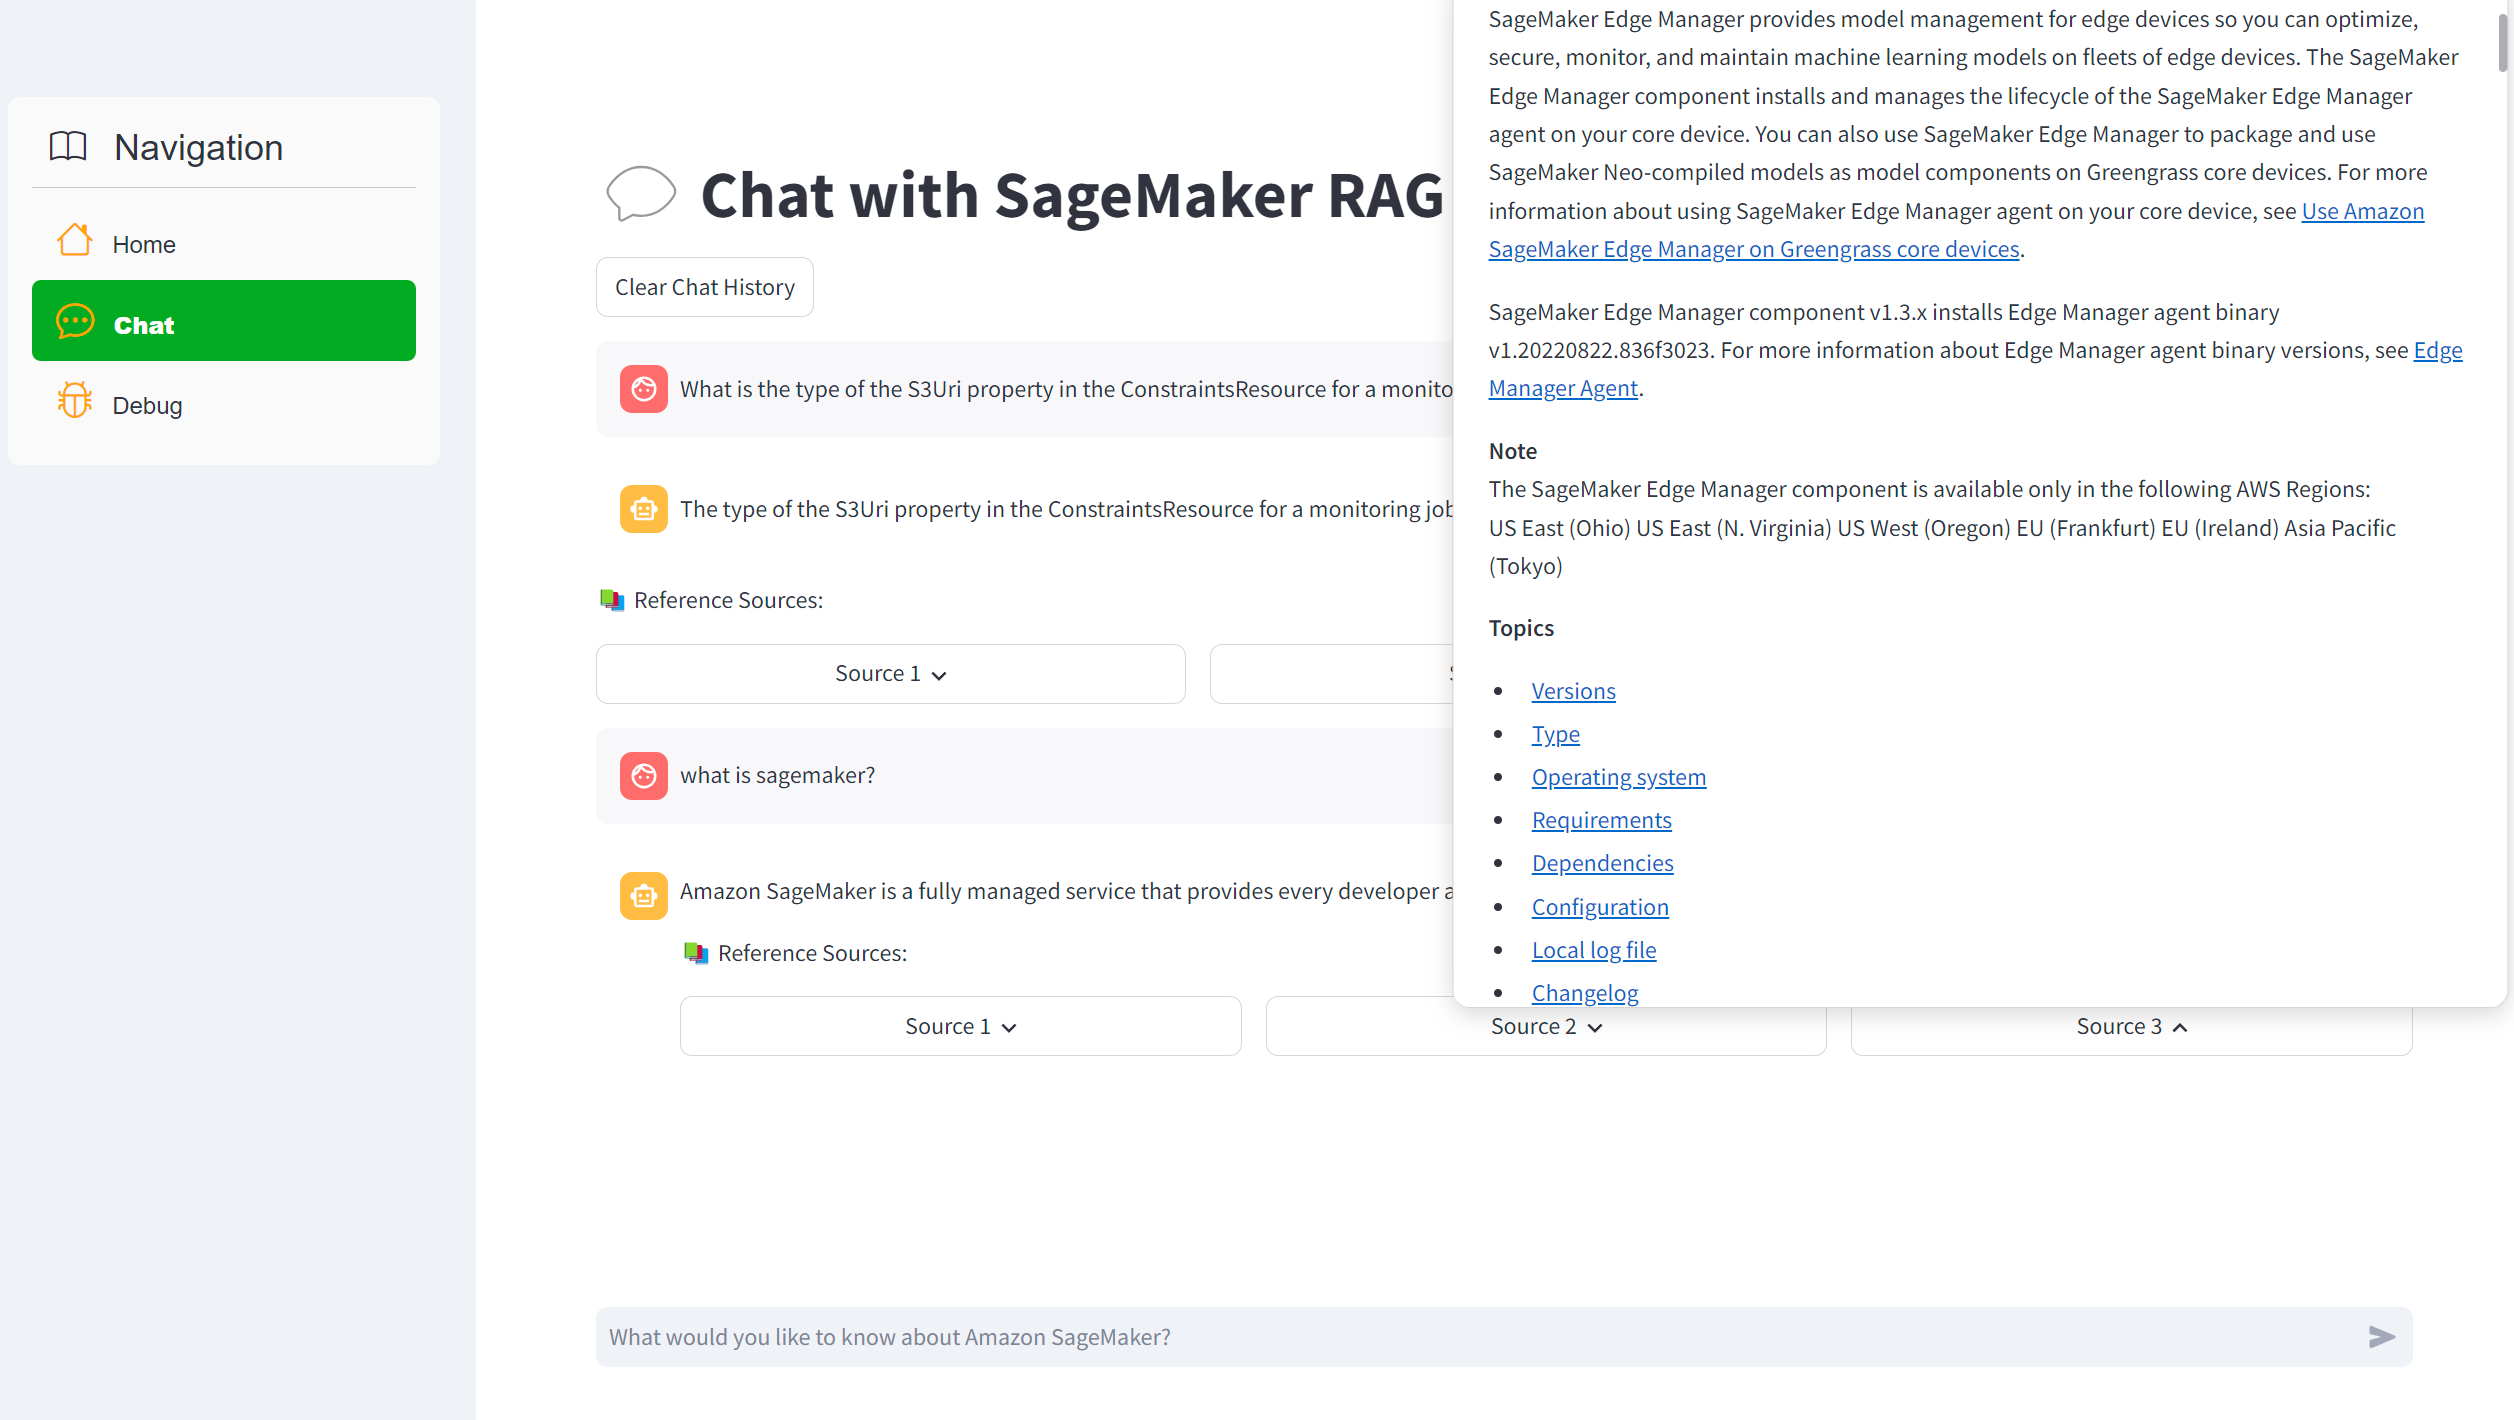 Navigation
Home
Chat
Debug
Chat with SageMaker RAG
Clear Chat History
What is the type of the S3Uri property in the ConstraintsResource for a
The type of the S3Uri property in the ConstraintsResource for a monitoring
Reference Sources:
Source 1
what is sagemaker?
Amazon SageMaker is a fully managed service that provides every developer
Reference Sources:
Source 1
Source 2
Source 3
What would you like to know about Amazon SageMaker?
SageMaker Edge Manager provides model management for edge devices so you can optimize,
secure, monitor, and maintain machine learning models on fleets of edge devices. The SageMaker
Edge Manager component installs and manages the lifecycle of the SageMaker Edge Manager
agent on your core device. You can also use SageMaker Edge Manager to package and use
SageMaker Neo-compiled models as model components on Greengrass core devices. For more
information about using SageMaker Edge Manager agent on your core device, see Use Amazon
SageMaker Edge Manager on Greengrass core devices.
SageMaker Edge Manager component v1.3.x installs Edge Manager agent binary
v1.20220822.836f3023. For more information about Edge Manager agent binary versions, see Edge
Manager Agent.
Note
The SageMaker Edge Manager component is available only in the following AWS Regions:
US East (Ohio) US East (N. Virginia) US West (Oregon) EU (Frankfurt) EU (Ireland) Asia Pacific
(Tokyo)
Topics
Versions
Type
Operating system
Requirements
Dependencies
Configuration
Local log file
Changelog